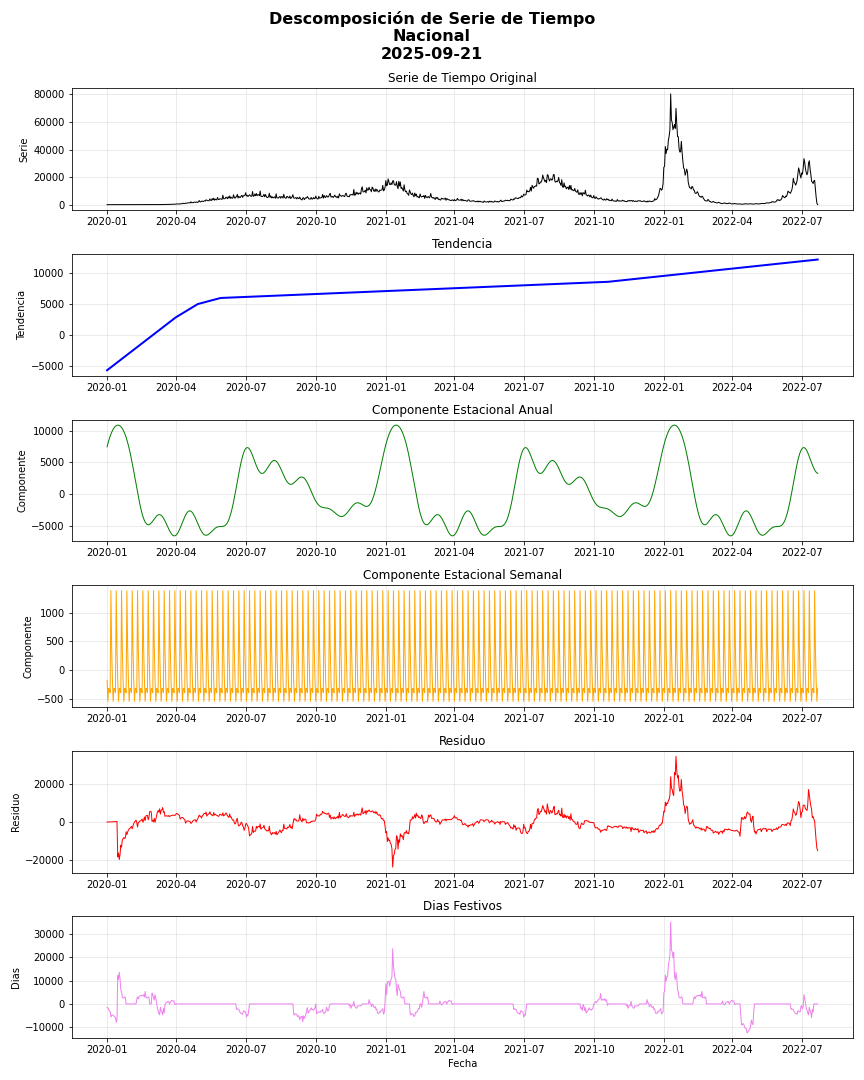 Descomposición de Serie de Tiempo
Nacional
2025-09-21
Serie de Tiempo Original
Serie
80000
60000
40000
20000
0
2020-01 2020-04 2020-07 2020-10 2021-01 2021-04 2021-07 2021-10 2022-01 2022-04 2022-07
Tendencia
Tendencia
10000
5000
0
−5000
2020-01 2020-04 2020-07 2020-10 2021-01 2021-04 2021-07 2021-10 2022-01 2022-04 2022-07
Componente Estacional Anual
Componente
10000
5000
0
−5000
2020-01 2020-04 2020-07 2020-10 2021-01 2021-04 2021-07 2021-10 2022-01 2022-04 2022-07
Componente Estacional Semanal
Componente
1000
500
0
−500
2020-01 2020-04 2020-07 2020-10 2021-01 2021-04 2021-07 2021-10 2022-01 2022-04 2022-07
Residuo
Residuo
20000
0
−20000
2020-01 2020-04 2020-07 2020-10 2021-01 2021-04 2021-07 2021-10 2022-01 2022-04 2022-07
Dias Festivos
Dias
30000
20000
10000
0
−10000
2020-01 2020-04 2020-07 2020-10 2021-01 2021-04 2021-07 2021-10 2022-01 2022-04 2022-07
Fecha